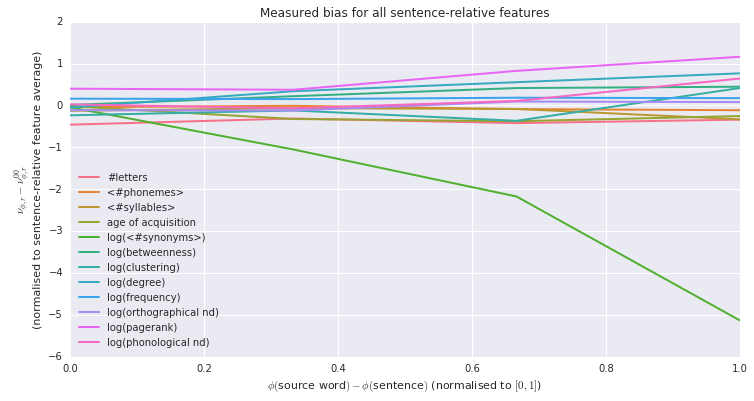 Measured bias for all sentence-relative features
2
1
0
−1
−2
−3
−4
−5
−6
ν_{ϕ,r} − ν^{00}_{ϕ,r}
(normalised to sentence-relative feature average)
#letters
<#phonemes>
<#syllables>
age of acquisition
log(<#synonyms>)
log(betweenness)
log(clustering)
log(degree)
log(frequency)
log(orthographical nd)
log(pagerank)
log(phonological nd)
0.0 0.2 0.4 0.6 0.8 1.0
ϕ(source word) − ϕ(sentence) (normalised to [0,1])